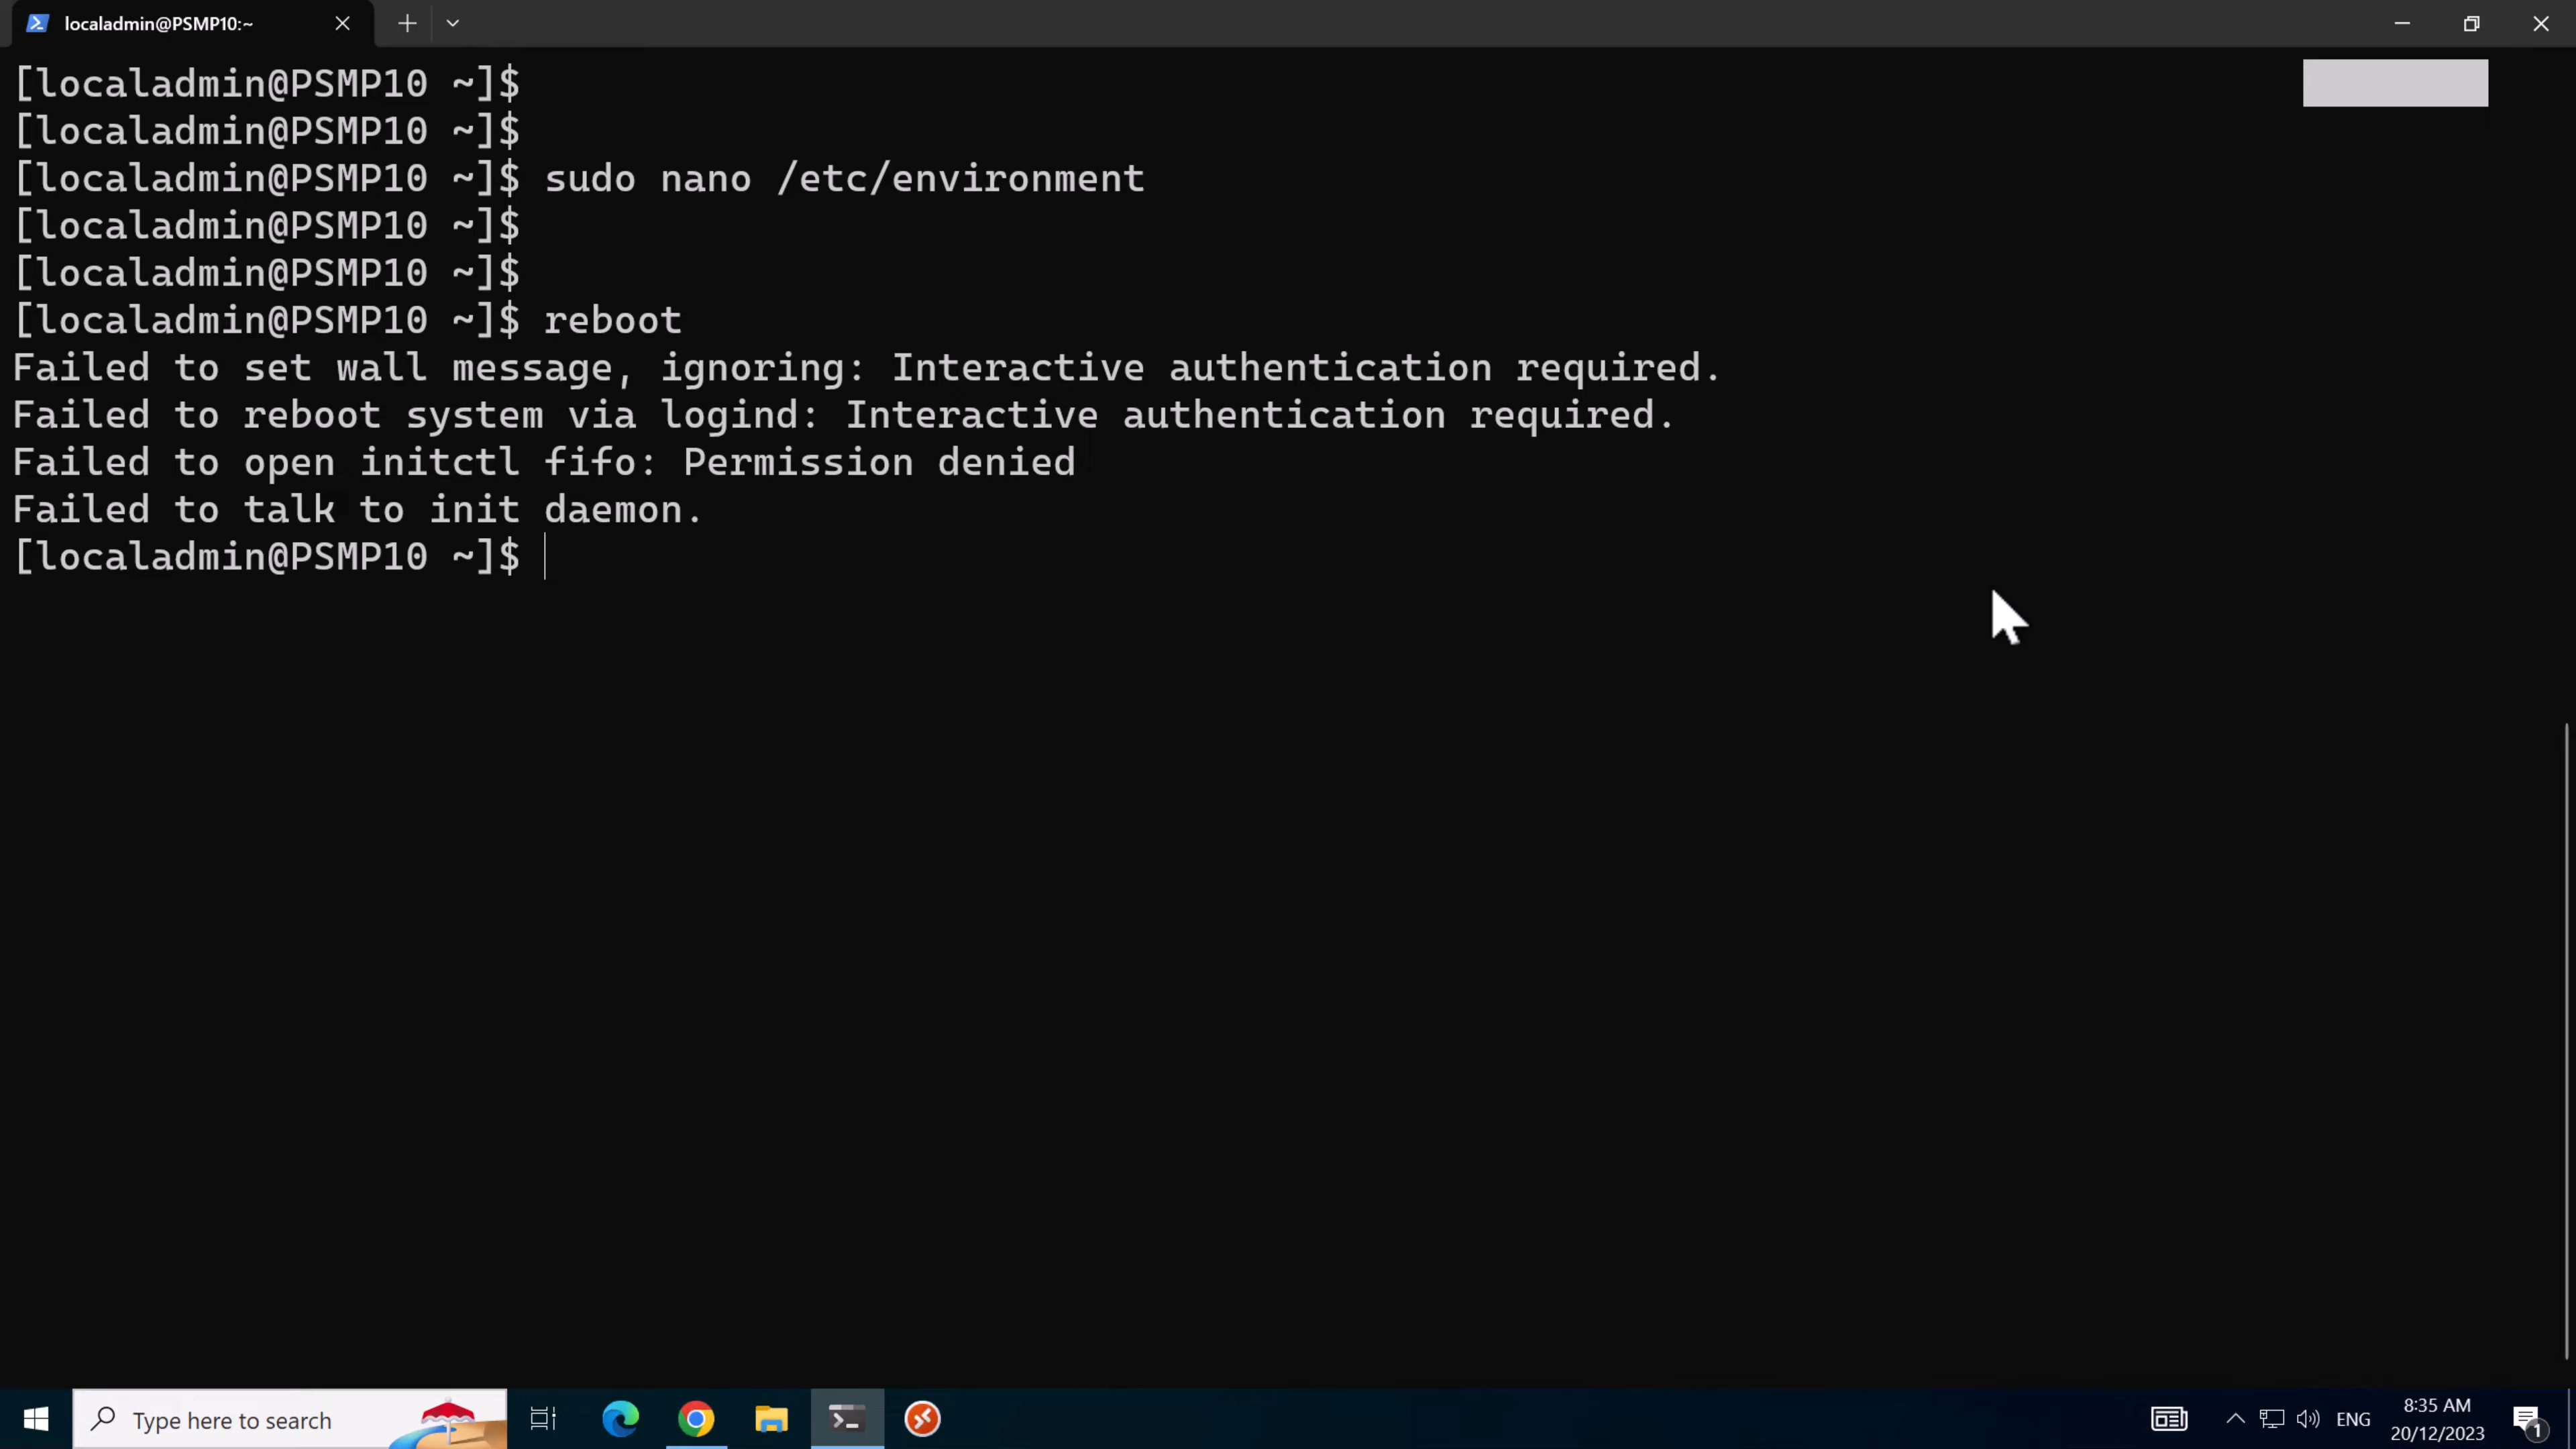 localadmin@PSMP10:~
[localadmin@PSMP10 ~]$
[localadmin@PSMP10 ~]$
[localadmin@PSMP10 ~]$ sudo nano /etc/environment
[localadmin@PSMP10 ~]$
[localadmin@PSMP10 ~]$
[localadmin@PSMP10 ~]$ reboot
Failed to set wall message, ignoring: Interactive authentication required.
Failed to reboot system via logind: Interactive authentication required.
Failed to open initctl fifo: Permission denied
Failed to talk to init daemon.
[localadmin@PSMP10 ~]$
Type here to search
ENG
8:35 AM
20/12/2023
1